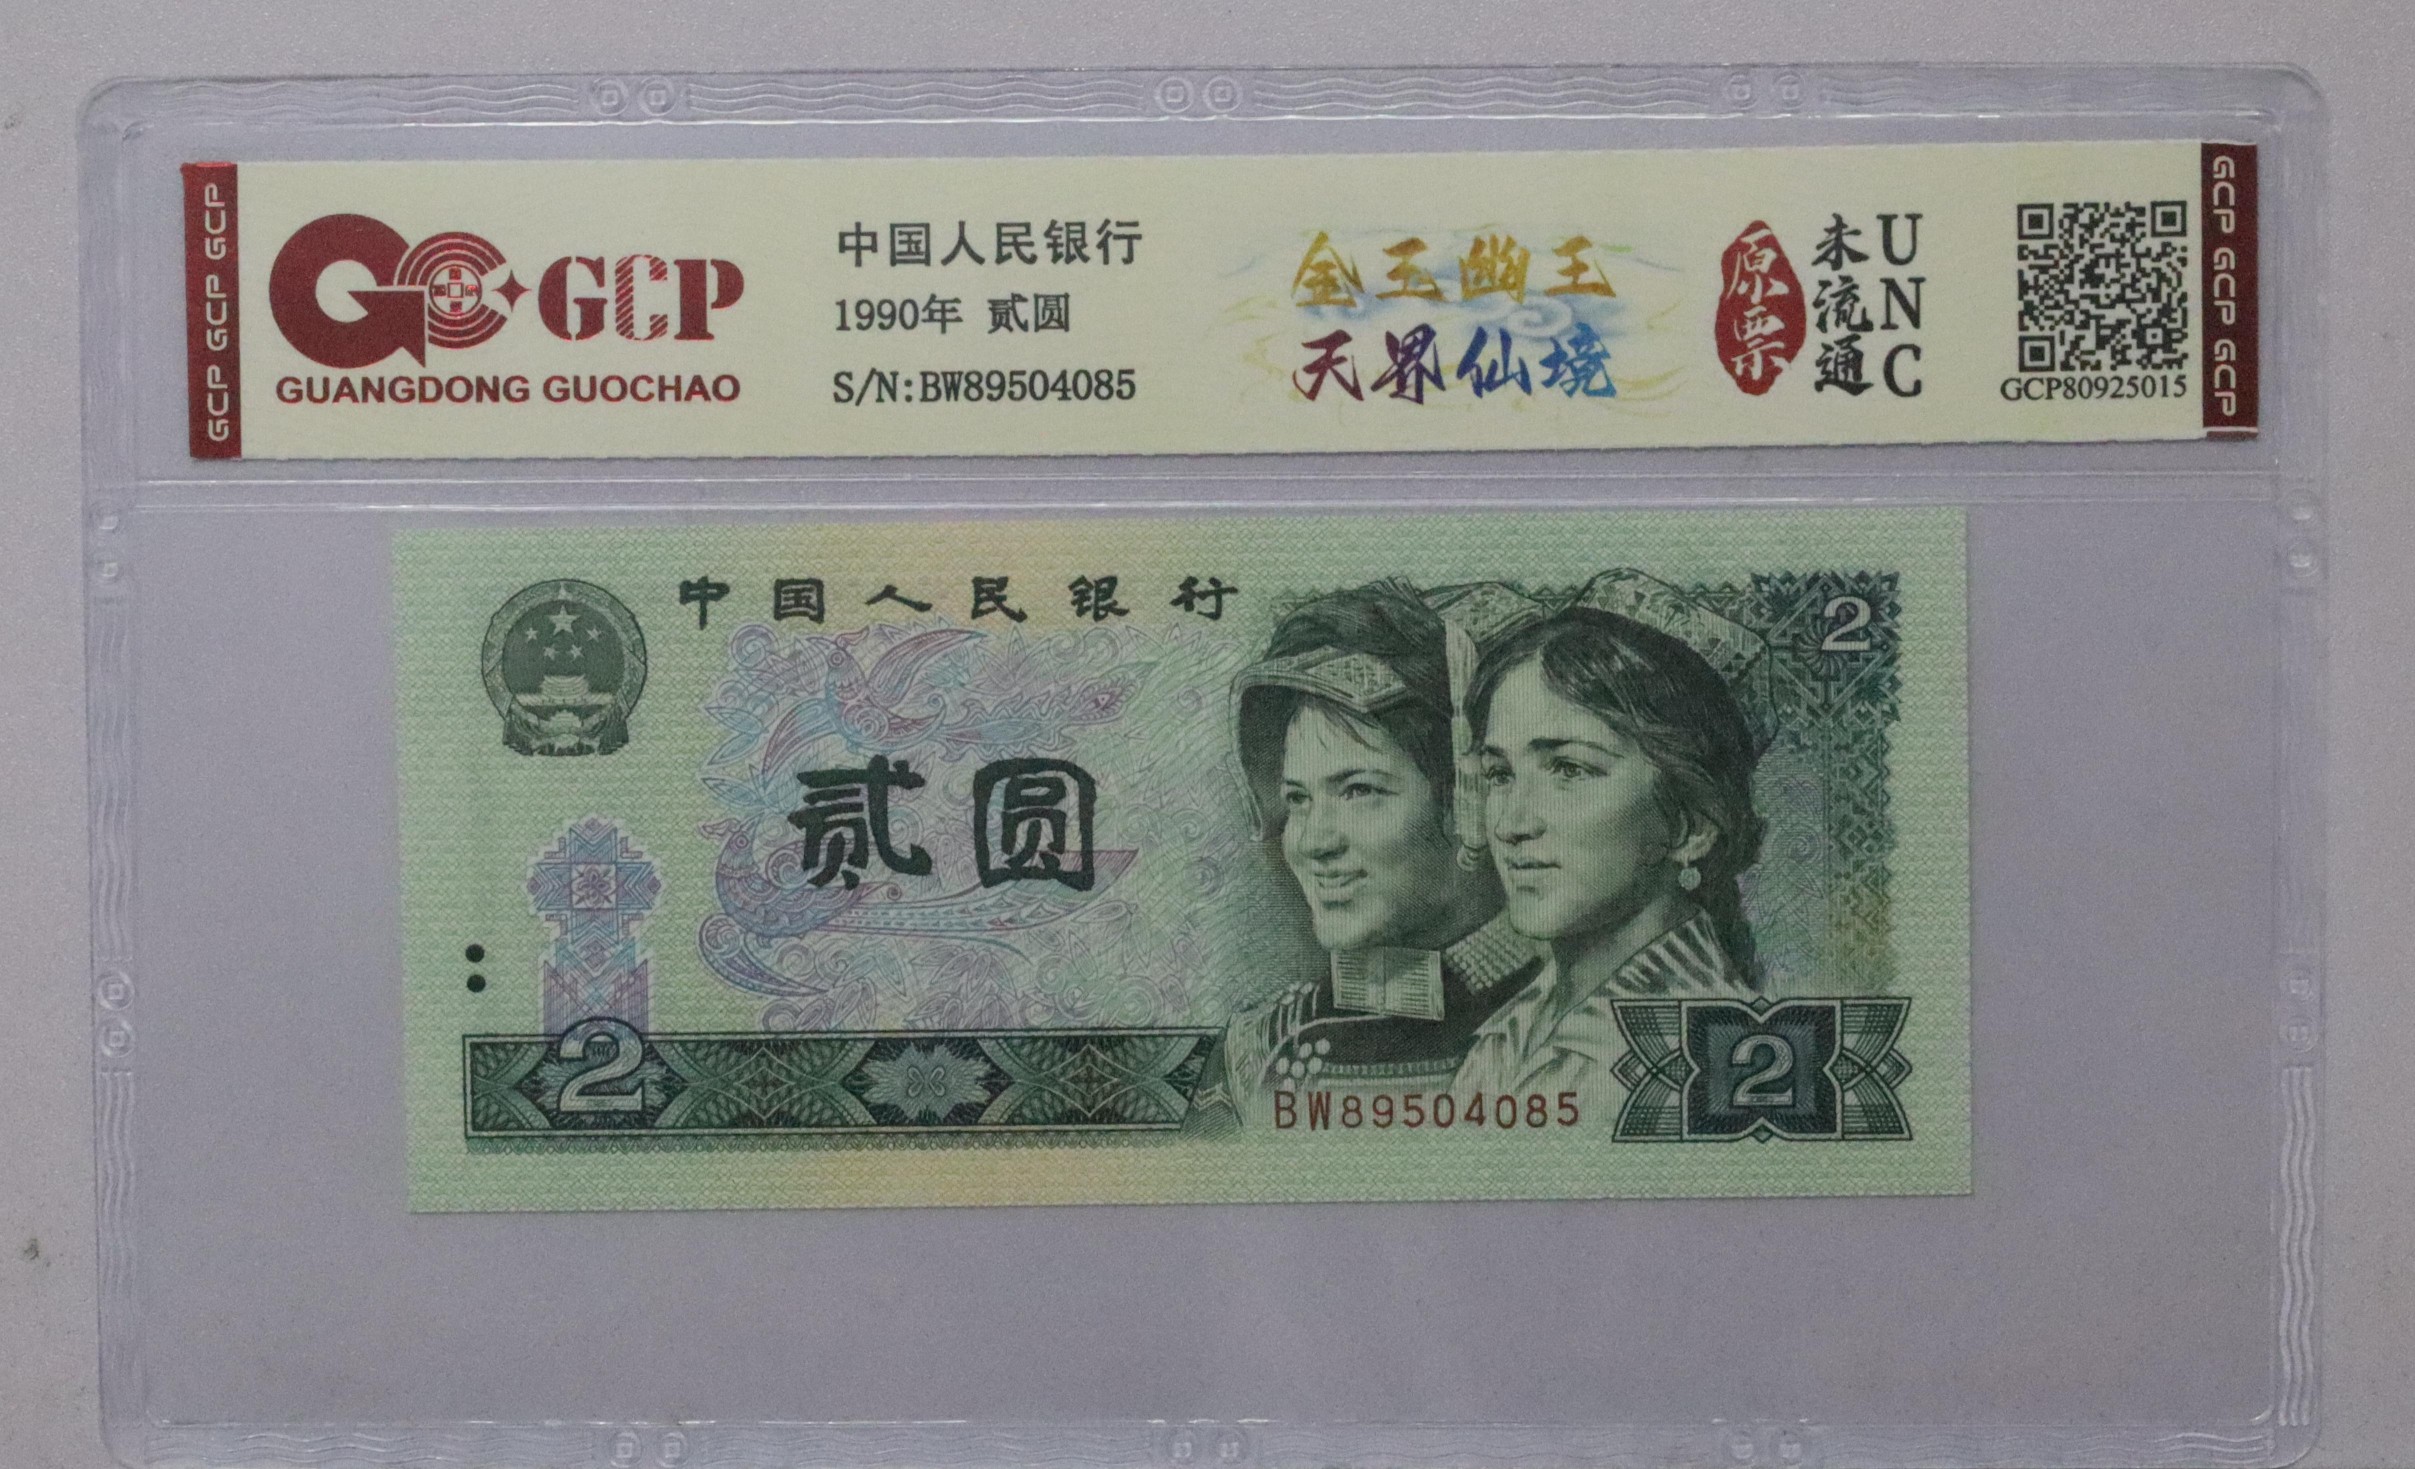 GCP GCP GCP
GCP
GUANGDONG GUOCHAO
中国人民银行
1990年 贰圆
S/N:BW89504085
金玉幽王
天界仙境
原票
未流通
UNC
GCP80925015
GCP GCP GCP
中国人民银行
2
贰圆
2
BW89504085
2